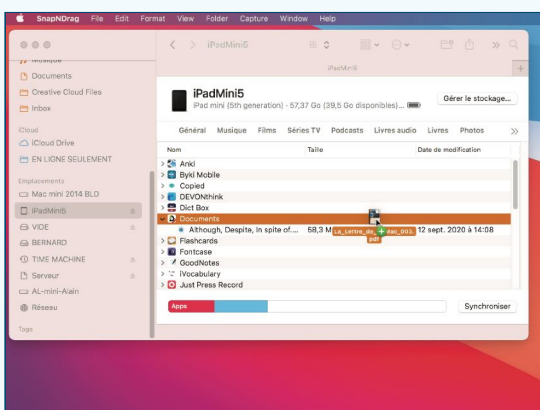 SnapNDrag File Edit Format View Folder Capture Window Help
iPadMini5
iPadMini5
Musique
Documents
Creative Cloud Files
Inbox
iCloud
iCloud Drive
EN LIGNE SEULEMENT
Emplacements
Mac mini 2014 BLD
iPadMini5
VIDE
BERNARD
TIME MACHINE
Serveur
AL-mini-Alain
Réseau
Tags
iPadMini5
iPad mini (5th generation) · 57,37 Go (39,5 Go disponibles)...
Gérer le stockage...
Général Musique Films Séries TV Podcasts Livres audio Livres Photos
Nom Taille Date de modification
Anki
Byki Mobile
Copied
DEVONthink
Dict Box
Documents
Although, Despite, In spite of.... 58,3 M 12 sept. 2020 à 14:08
pdf
Flashcards
Fontcase
GoodNotes
iVocabulary
Just Press Record
Apps
Synchroniser